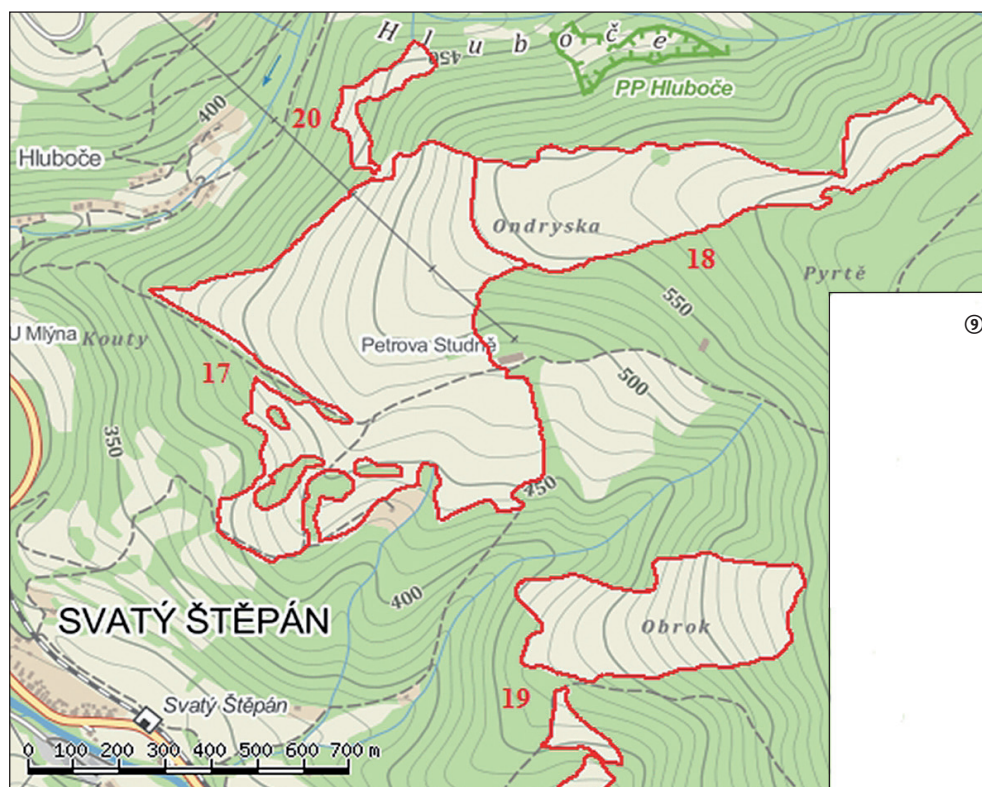 Hluboče
450
PP Hluboče
400
20
Hluboče
Ondryska
18
Pyrtě
550
⑨
U Mlýna
Kouty
Petrova Studně
17
500
350
450
400
SVATÝ ŠTĚPÁN
Obrok
19
Svatý Štěpán
0 100 200 300 400 500 600 700 m